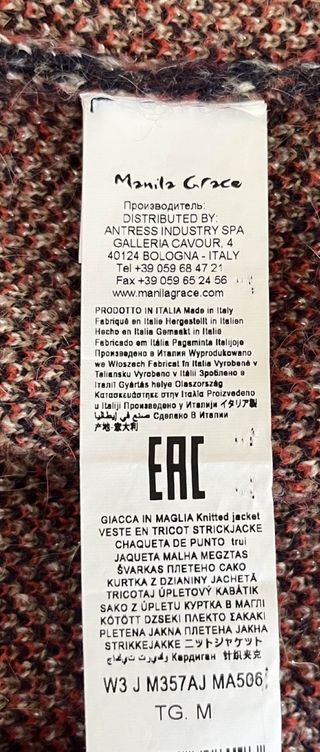 Manila Grace
Производитель:
DISTRIBUTED BY:
ANTRESS INDUSTRY SPA
GALLERIA CAVOUR, 4
40124 BOLOGNA - ITALY
Tel +39 059 68 47 21
Fax +39 059 65 24 56
www.manilagrace.com
PRODOTTO IN ITALIA Made in Italy
Fabriqué en Italie Hergestellt in Italien
Hecho en Italia Gemaakt in Italië
Fabricado em Itália Pagaminta Italijoje
Произведено в Италия Wyprodukowano
we Włoszech Fabricat în Italia Vyrobené v
Taliansku Vyrobeno v Itálii Зроблено в
Італії Gyártás helye Olaszország
Κατασκευάστηκε στην Ιταλία Proizvedeno
u Italiji Произведено у Италији イタリア製
صنع في إيطاليا Сделано В Италии
产地:意大利
EAC
GIACCA IN MAGLIA Knitted jacket
VESTE EN TRICOT STRICKJACKE
CHAQUETA DE PUNTO trui
JAQUETA MALHA MEGZTAS
ŠVARKAS ПЛЕТЕНО САКО
KURTKA Z DZIANINY JACHETĂ
TRICOTAJ ÚPLETOVÝ KABÁTIK
SAKO Z ÚPLETU КУРТКА В МАГЛІ
KÖTÖTT DZSEKI ΠΛΕΚΤΟ ΣΑΚΑΚΙ
PLETENA JAKNA ПЛЕТЕНА ЈАКНА
STRIKKEJAKKE ニットジャケット
Кардиган 针织夹克
W3 J M357AJ MA506
TG. M